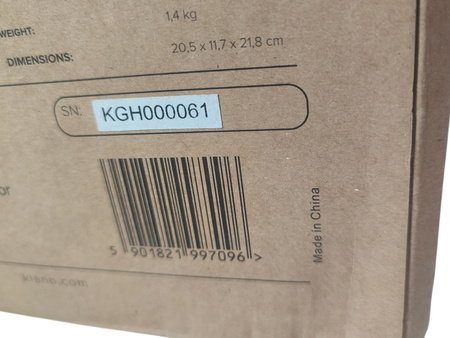 WEIGHT:
1,4 kg
DIMENSIONS:
20,5 x 11,7 x 21,8 cm
SN: KGH000061
or
5 901821 997096 >
Made in China